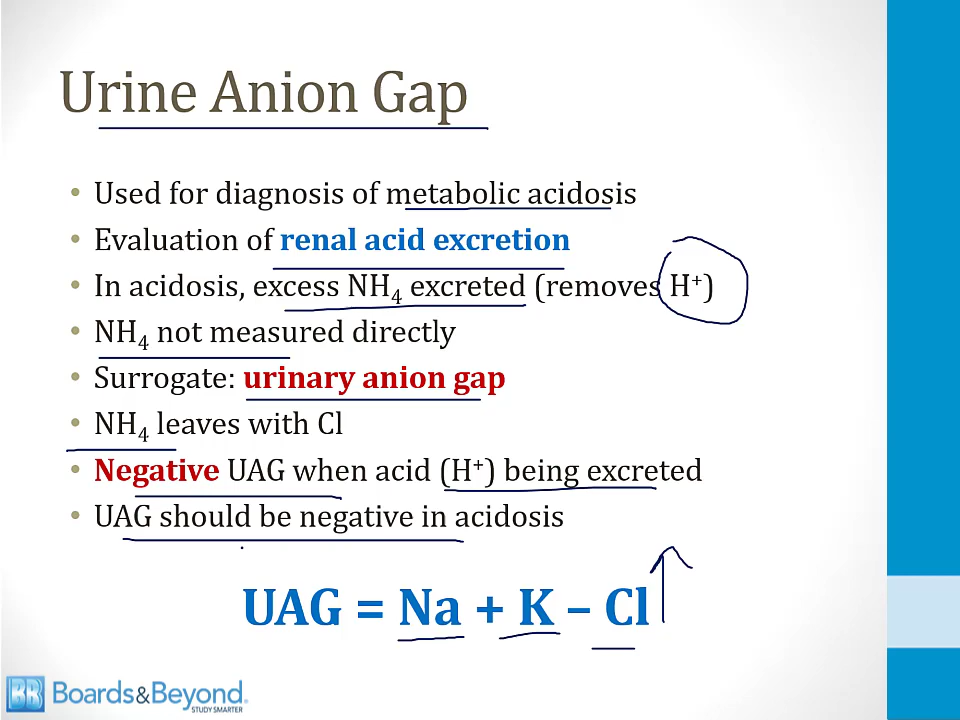 Urine Anion Gap
• Used for diagnosis of metabolic acidosis
• Evaluation of renal acid excretion
• In acidosis, excess NH₄ excreted (removes H⁺)
• NH₄ not measured directly
• Surrogate: urinary anion gap
• NH₄ leaves with Cl
• Negative UAG when acid (H⁺) being excreted
• UAG should be negative in acidosis
UAG = Na + K – Cl
BB Boards&Beyond.
STUDY SMARTER